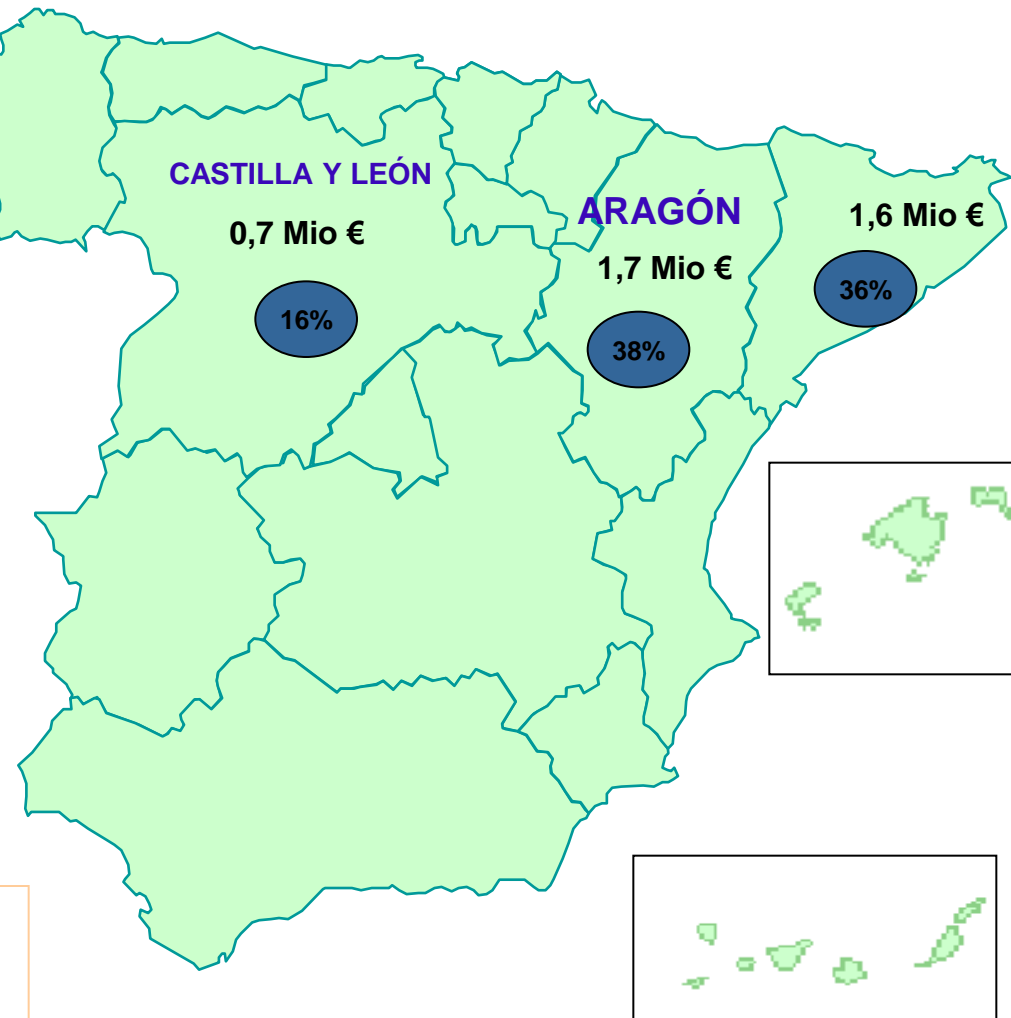 CASTILLA Y LEÓN
0,7 Mio €
16%
ARAGÓN
1,7 Mio €
38%
1,6 Mio €
36%